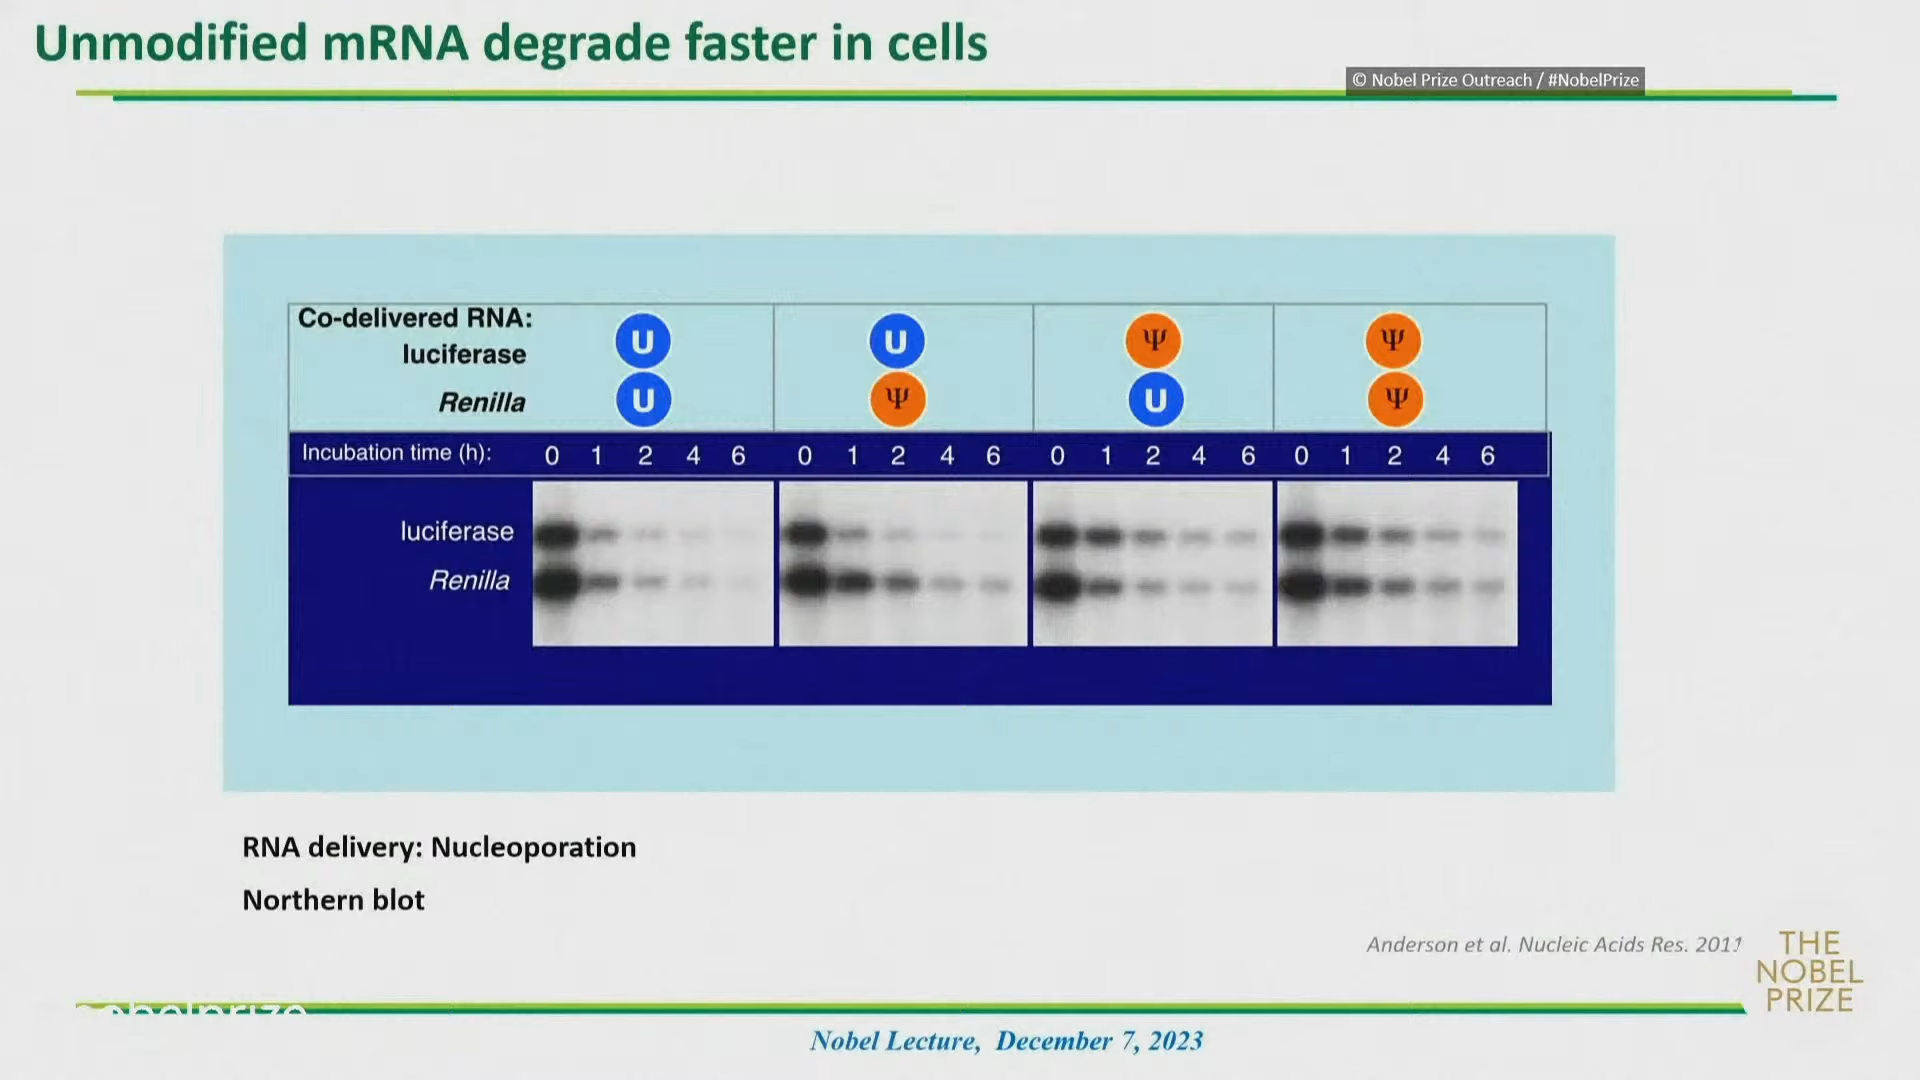 Unmodified mRNA degrade faster in cells
© Nobel Prize Outreach / #NobelPrize
Co-delivered RNA:
luciferase U U Ψ Ψ
Renilla U Ψ U Ψ
Incubation time (h): 0 1 2 4 6 0 1 2 4 6 0 1 2 4 6 0 1 2 4 6
luciferase
Renilla
RNA delivery: Nucleoporation
Northern blot
Anderson et al. Nucleic Acids Res. 2011
THE
NOBEL
PRIZE
nobelprize
Nobel Lecture, December 7, 2023